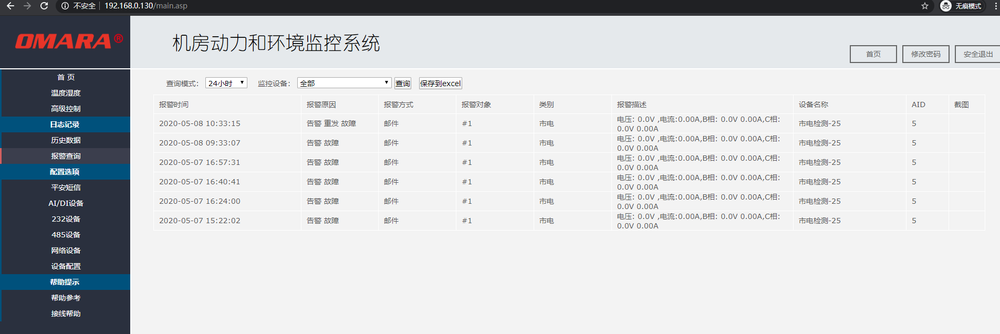 不安全 192.168.0.130/main.asp 无痕模式
OMARA®
机房动力和环境监控系统
首页 修改密码 安全退出
首 页
温度湿度
高级控制
日志记录
历史数据
报警查询
配置选项
平安短信
AI/DI设备
232设备
485设备
网络设备
设备配置
帮助提示
帮助参考
接线帮助
查询模式： 24小时 监控设备： 全部 查询 保存到excel
报警时间 报警原因 报警方式 报警对象 类别 报警描述 设备名称 AID 截图
2020-05-08 10:33:15 告警 重发 故障 邮件 #1 市电 电压: 0.0V ,电流:0.00A,B相: 0.0V 0.00A,C相:
0.0V 0.00A 市电检测-25 5
2020-05-08 09:33:07 告警 故障 邮件 #1 市电 电压: 0.0V ,电流:0.00A,B相: 0.0V 0.00A,C相:
0.0V 0.00A 市电检测-25 5
2020-05-07 16:57:31 告警 故障 邮件 #1 市电 电压: 0.0V ,电流:0.00A,B相: 0.0V 0.00A,C相:
0.0V 0.00A 市电检测-25 5
2020-05-07 16:40:41 告警 故障 邮件 #1 市电 电压: 0.0V ,电流:0.00A,B相: 0.0V 0.00A,C相:
0.0V 0.00A 市电检测-25 5
2020-05-07 16:24:00 告警 故障 邮件 #1 市电 电压: 0.0V ,电流:0.00A,B相: 0.0V 0.00A,C相:
0.0V 0.00A 市电检测-25 5
2020-05-07 15:22:02 告警 故障 邮件 #1 市电 电压: 0.0V ,电流:0.00A,B相: 0.0V 0.00A,C相:
0.0V 0.00A 市电检测-25 5